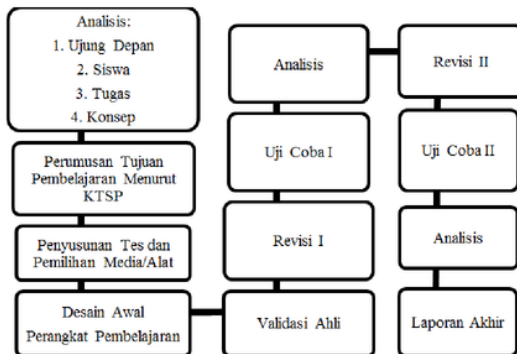 Analisis:
1. Ujung Depan
2. Siswa
3. Tugas
4. Konsep
Perumusan Tujuan
Pembelajaran Menurut
KTSP
Penyusunan Tes dan
Pemilihan Media/Alat
Desain Awal
Perangkat Pembelajaran
Validasi Ahli
Revisi I
Uji Coba I
Analisis
Revisi II
Uji Coba II
Analisis
Laporan Akhir